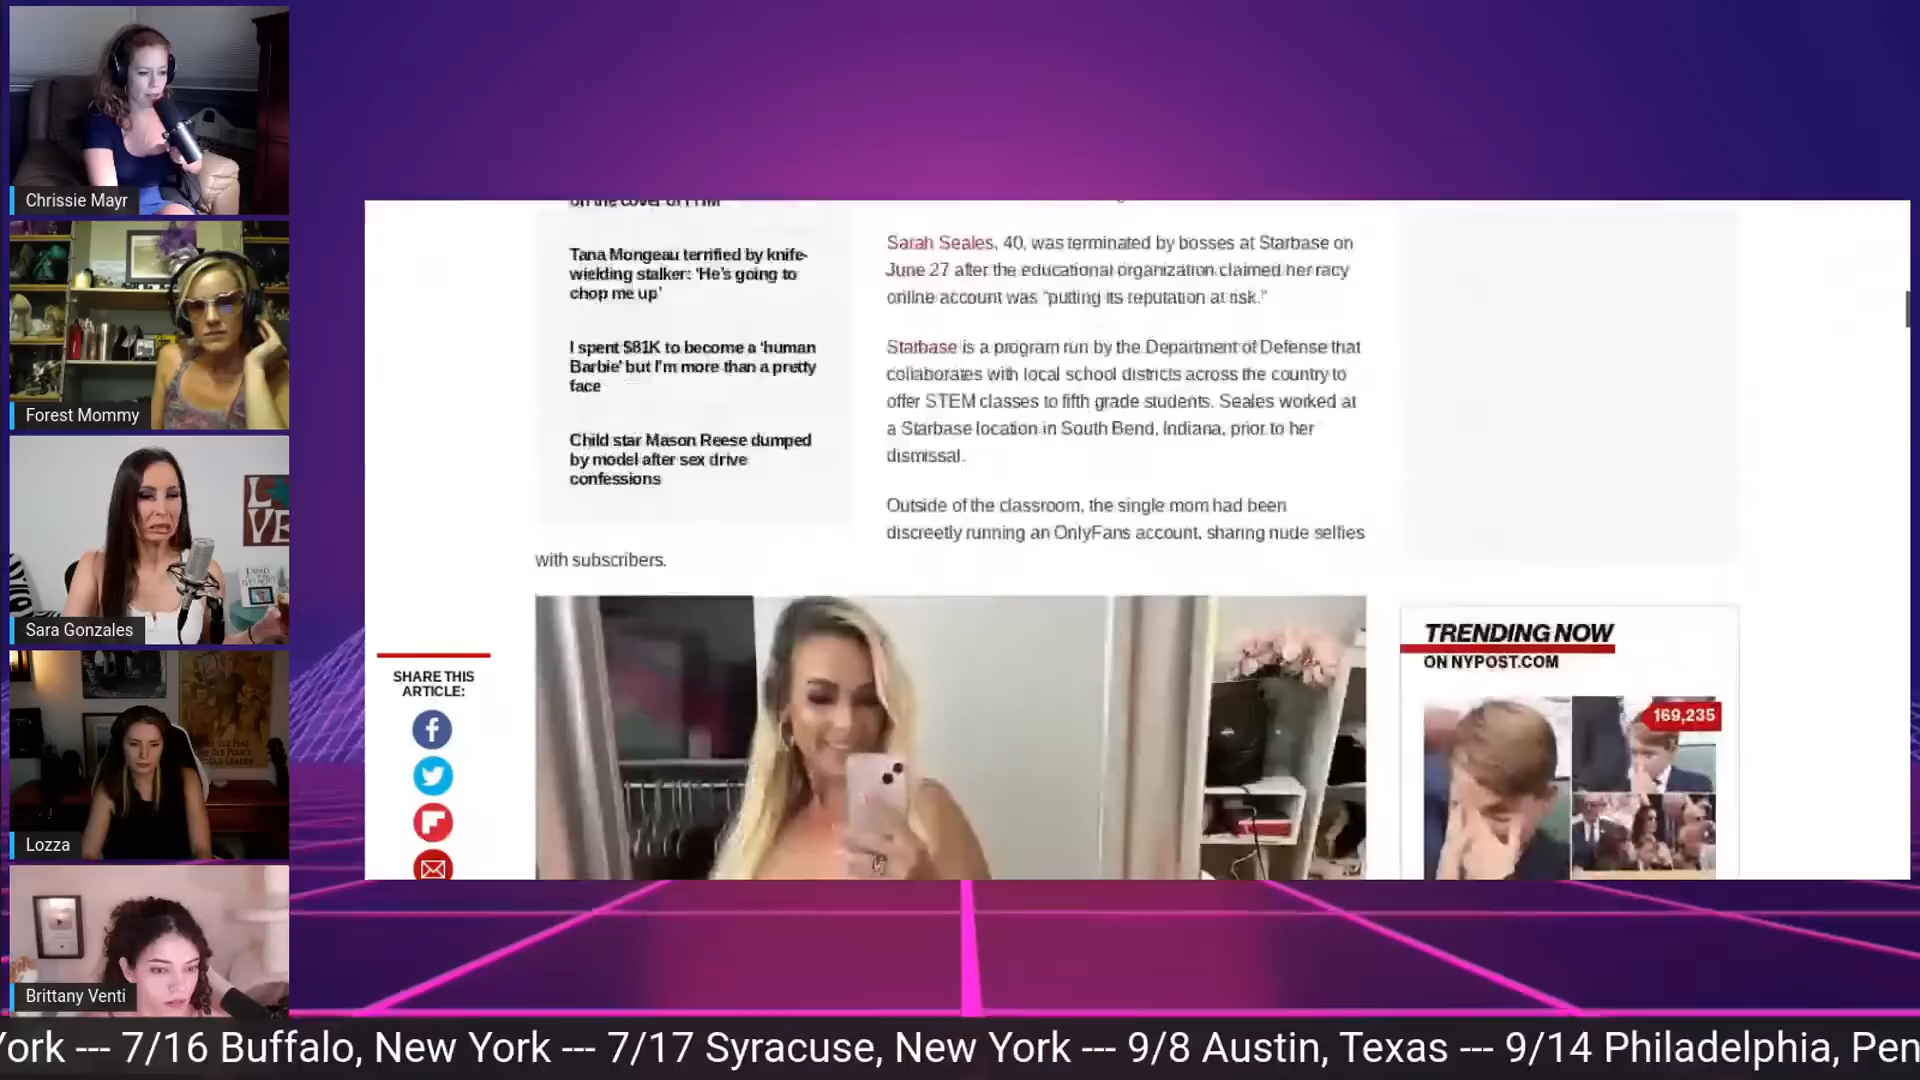 Chrissie Mayr
Forest Mommy
Sara Gonzales
LOVE
Lozza
Brittany Venti
Tana Mongeau terrified by knife-
wielding stalker: 'He's going to
chop me up'
I spent $81K to become a 'human
Barbie' but I'm more than a pretty
face
Child star Mason Reese dumped
by model after sex drive
confessions
Sarah Seales, 40, was terminated by bosses at Starbase on
June 27 after the educational organization claimed her racy
online account was "putting its reputation at risk."
Starbase is a program run by the Department of Defense that
collaborates with local school districts across the country to
offer STEM classes to fifth grade students. Seales worked at
a Starbase location in South Bend, Indiana, prior to her
dismissal.
Outside of the classroom, the single mom had been
discreetly running an OnlyFans account, sharing nude selfies
with subscribers.
SHARE THIS
ARTICLE:
TRENDING NOW
ON NYPOST.COM
169,235
York --- 7/16 Buffalo, New York --- 7/17 Syracuse, New York --- 9/8 Austin, Texas --- 9/14 Philadelphia, Pen